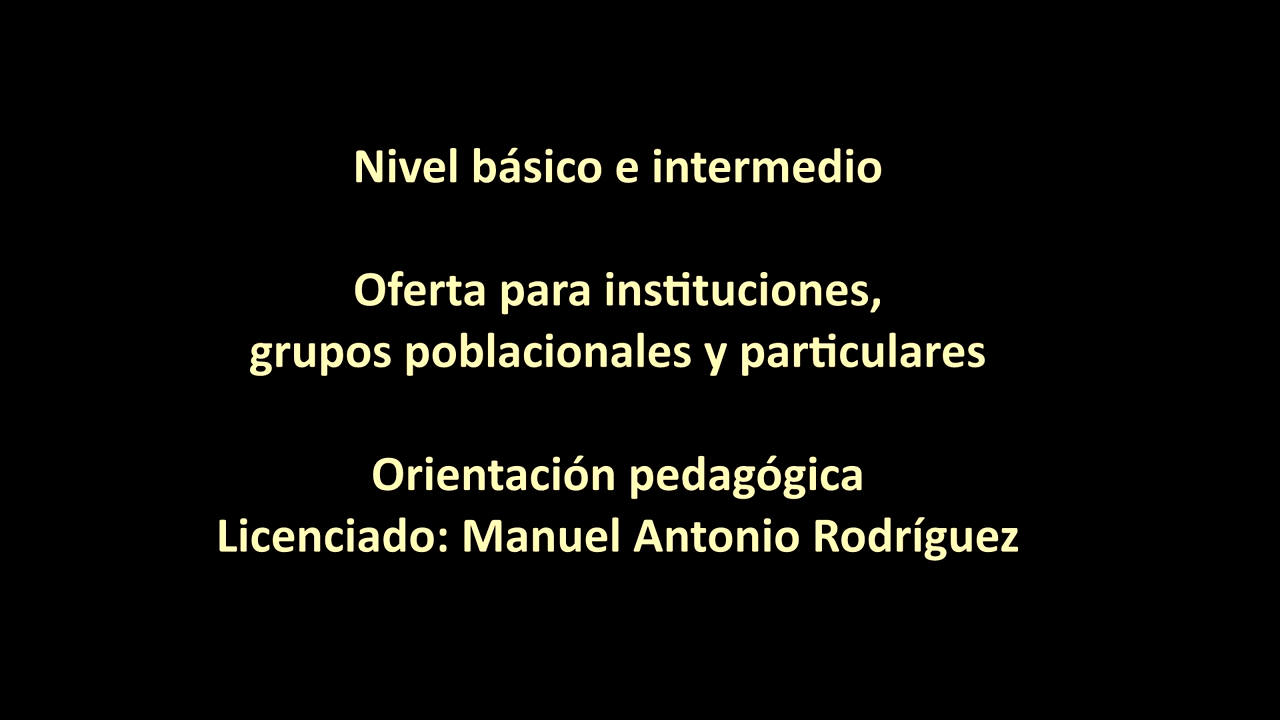 Nivel básico e intermedio
Oferta para instituciones,
grupos poblacionales y particulares
Orientación pedagógica
Licenciado: Manuel Antonio Rodríguez